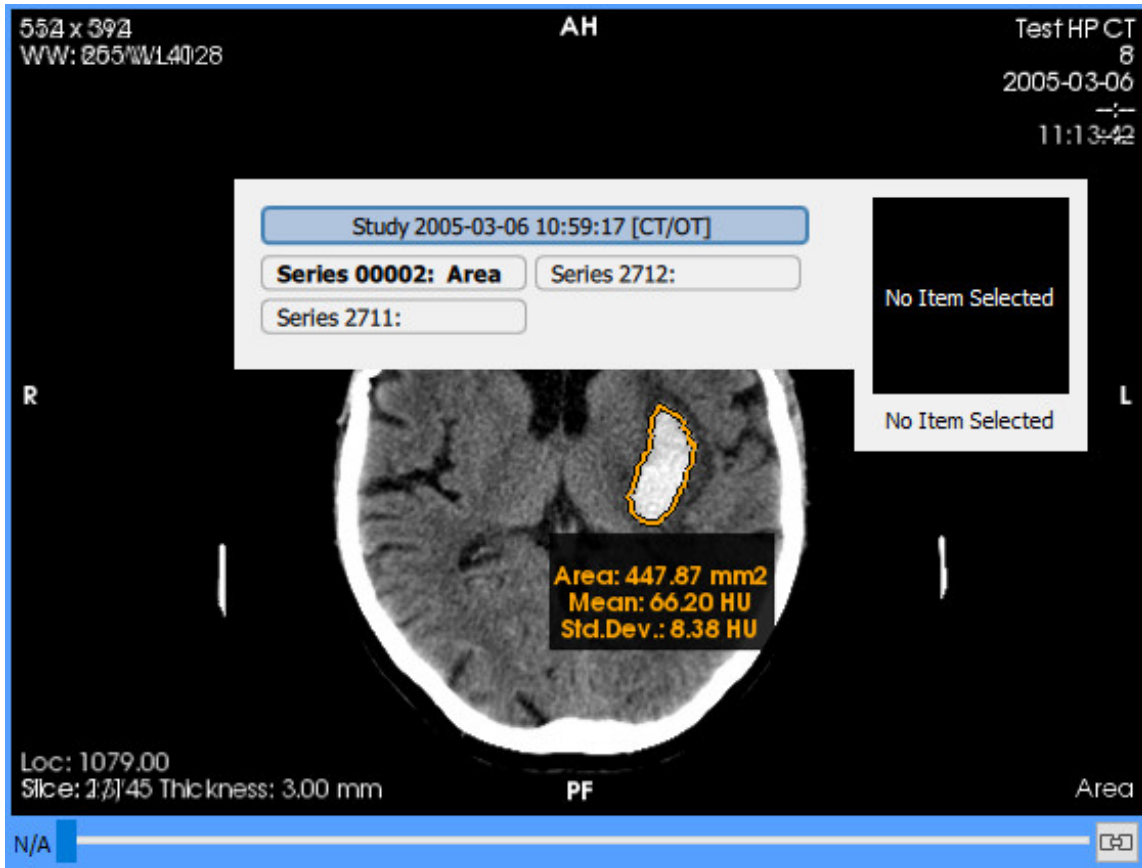 AH
Test HP CT
8
2005-03-06
Study 2005-03-06 10:59:17 [CT/OT]
Series 00002: Area
Series 2712:
Series 2711:
No Item Selected
No Item Selected
R
L
Area: 447.87 mm2
Mean: 66.20 HU
Std.Dev.: 8.38 HU
Loc: 1079.00
Slice: Thickness: 3.00 mm
PF
Area
N/A